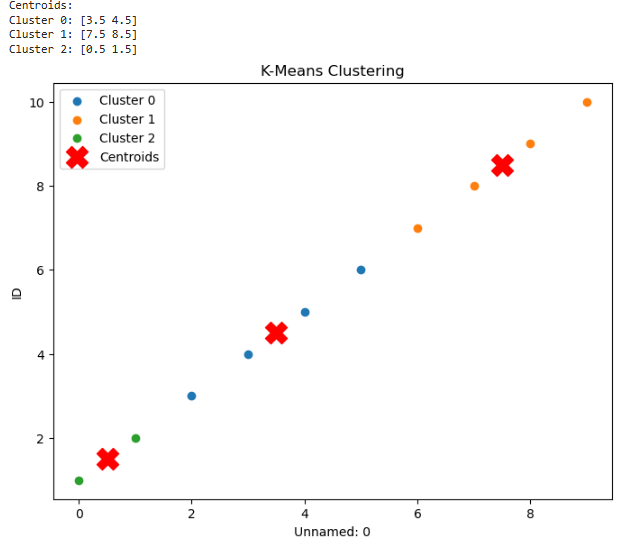 Centroids:
Cluster 0: [3.5 4.5]
Cluster 1: [7.5 8.5]
Cluster 2: [0.5 1.5]
K-Means Clustering
Cluster 0
Cluster 1
Cluster 2
Centroids
10
8
6
4
2
ID
0 2 4 6 8
Unnamed: 0